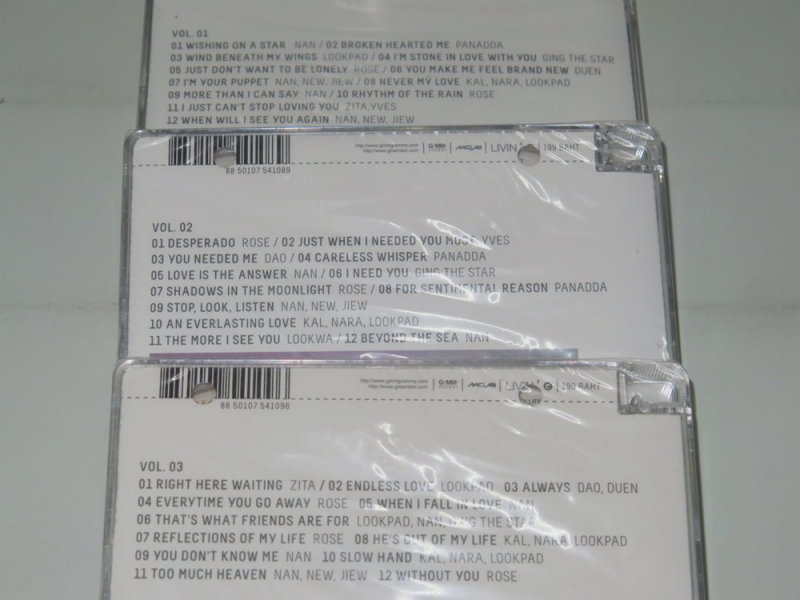 VOL. 01
01 WISHING ON A STAR NAN / 02 BROKEN HEARTED ME PANADDA
03 WIND BENEATH MY WINGS LOOKPAD / 04 I'M STONE IN LOVE WITH YOU GING THE STAR
05 JUST DON'T WANT TO BE LONELY ROSE / 06 YOU MAKE ME FEEL BRAND NEW DUEN
07 I'M YOUR PUPPET NAN, NEW, JIEW / 08 NEVER MY LOVE KAL, NARA, LOOKPAD
09 MORE THAN I CAN SAY NAN / 10 RHYTHM OF THE RAIN ROSE
11 I JUST CAN'T STOP LOVING YOU ZITA, YVES
12 WHEN WILL I SEE YOU AGAIN NAN, NEW, JIEW
88 50107 541089
199 BAHT
VOL. 02
01 DESPERADO ROSE / 02 JUST WHEN I NEEDED YOU MOST YVES
03 YOU NEEDED ME DAO / 04 CARELESS WHISPER PANADDA
05 LOVE IS THE ANSWER NAN / 06 I NEED YOU GING THE STAR
07 SHADOWS IN THE MOONLIGHT ROSE / 08 FOR SENTIMENTAL REASON PANADDA
09 STOP, LOOK, LISTEN NAN, NEW, JIEW
10 AN EVERLASTING LOVE KAL, NARA, LOOKPAD
11 THE MORE I SEE YOU LOOKWA / 12 BEYOND THE SEA NAN
88 50107 541096
199 BAHT
VOL. 03
01 RIGHT HERE WAITING ZITA / 02 ENDLESS LOVE LOOKPAD 03 ALWAYS DAO, DUEN
04 EVERYTIME YOU GO AWAY ROSE 05 WHEN I FALL IN LOVE NAN
06 THAT'S WHAT FRIENDS ARE FOR LOOKPAD, NAN, GING THE STAR
07 REFLECTIONS OF MY LIFE ROSE 08 HE'S OUT OF MY LIFE KAL, NARA, LOOKPAD
09 YOU DON'T KNOW ME NAN 10 SLOW HAND KAL, NARA, LOOKPAD
11 TOO MUCH HEAVEN NAN, NEW, JIEW 12 WITHOUT YOU ROSE